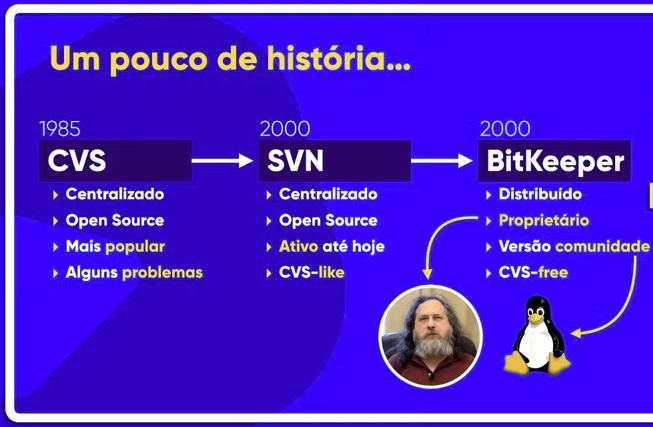 Um pouco de história...
1985
CVS
Centralizado
Open Source
Mais popular
Alguns problemas
2000
SVN
Centralizado
Open Source
Ativo até hoje
CVS-like
2000
BitKeeper
Distribuído
Proprietário
Versão comunidade
CVS-free